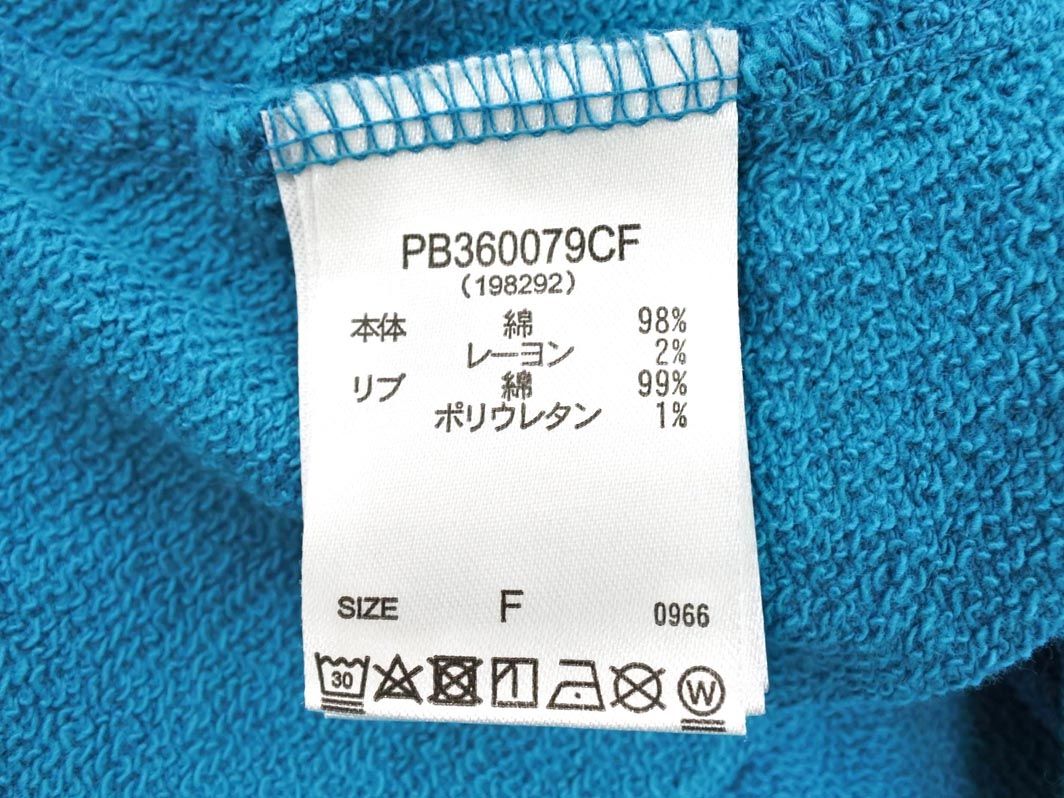 PB360079CF
(198292)
本体 綿 98%
レーヨン 2%
リブ 綿 99%
ポリウレタン 1%
SIZE F 0966
30 W